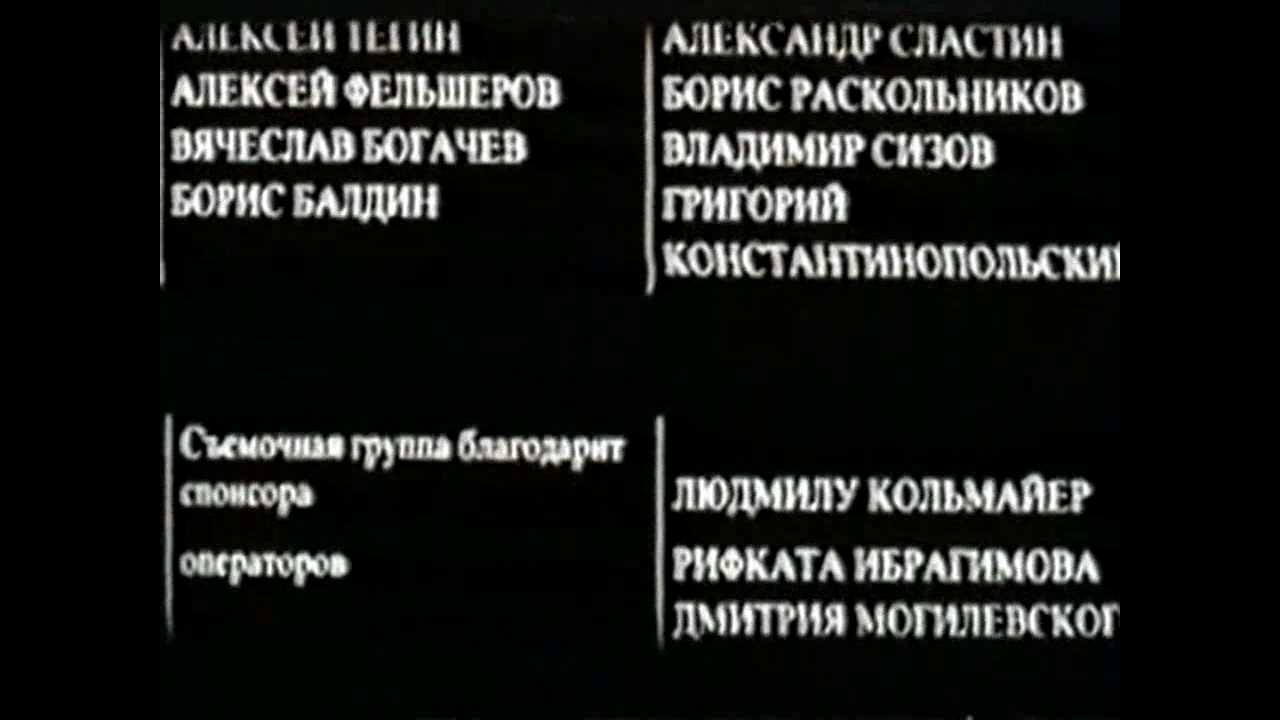 АЛЕКСЕЙ ТЕГИН
АЛЕКСЕЙ ФЕЛЬШЕРОВ
ВЯЧЕСЛАВ БОГАЧЕВ
БОРИС БАЛДИН
АЛЕКСАНДР СЛАСТИН
БОРИС РАСКОЛЬНИКОВ
ВЛАДИМИР СИЗОВ
ГРИГОРИЙ
КОНСТАНТИНОПОЛЬСКИ
Съемочная группа благодарит
спонсора
ЛЮДМИЛУ КОЛЬМАЙЕР
операторов
РИФКАТА ИБРАГИМОВА
ДМИТРИЯ МОГИЛЕВСКОГ